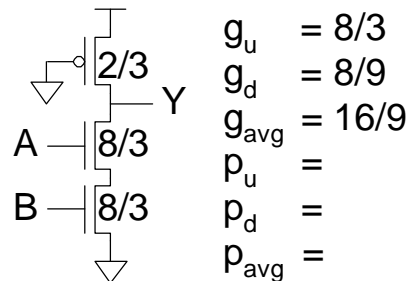 2/3
Y
A 8/3
B 8/3
g_u = 8/3
g_d = 8/9
g_avg = 16/9
p_u =
p_d =
p_avg =